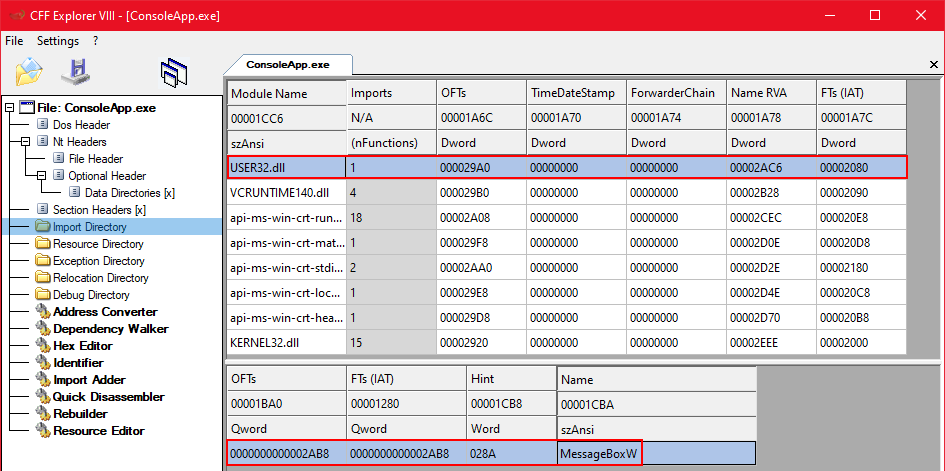 CFF Explorer VIII - [ConsoleApp.exe]
File Settings ?
File: ConsoleApp.exe
Dos Header
Nt Headers
File Header
Optional Header
Data Directories [x]
Section Headers [x]
Import Directory
Resource Directory
Exception Directory
Relocation Directory
Debug Directory
Address Converter
Dependency Walker
Hex Editor
Identifier
Import Adder
Quick Disassembler
Rebuilder
Resource Editor
ConsoleApp.exe
Module Name Imports OFTs TimeDateStamp ForwarderChain Name RVA FTs (IAT)
00001CC6 N/A 00001A6C 00001A70 00001A74 00001A78 00001A7C
szAnsi (nFunctions) Dword Dword Dword Dword Dword
USER32.dll 1 000029A0 00000000 00000000 00002AC6 00002080
VCRUNTIME140.dll 4 000029B0 00000000 00000000 00002B28 00002090
api-ms-win-crt-run... 18 00002A08 00000000 00000000 00002CEC 000020E8
api-ms-win-crt-mat... 1 000029F8 00000000 00000000 00002D0E 000020D8
api-ms-win-crt-stdi... 2 00002AA0 00000000 00000000 00002D2E 00002180
api-ms-win-crt-loc... 1 000029E8 00000000 00000000 00002D4E 000020C8
api-ms-win-crt-hea... 1 000029D8 00000000 00000000 00002D70 000020B8
KERNEL32.dll 15 00002920 00000000 00000000 00002EEE 00002000
OFTs FTs (IAT) Hint Name
00001BA0 00001280 00001CB8 00001CBA
Qword Qword Word szAnsi
0000000000002AB8 0000000000002AB8 028A MessageBoxW